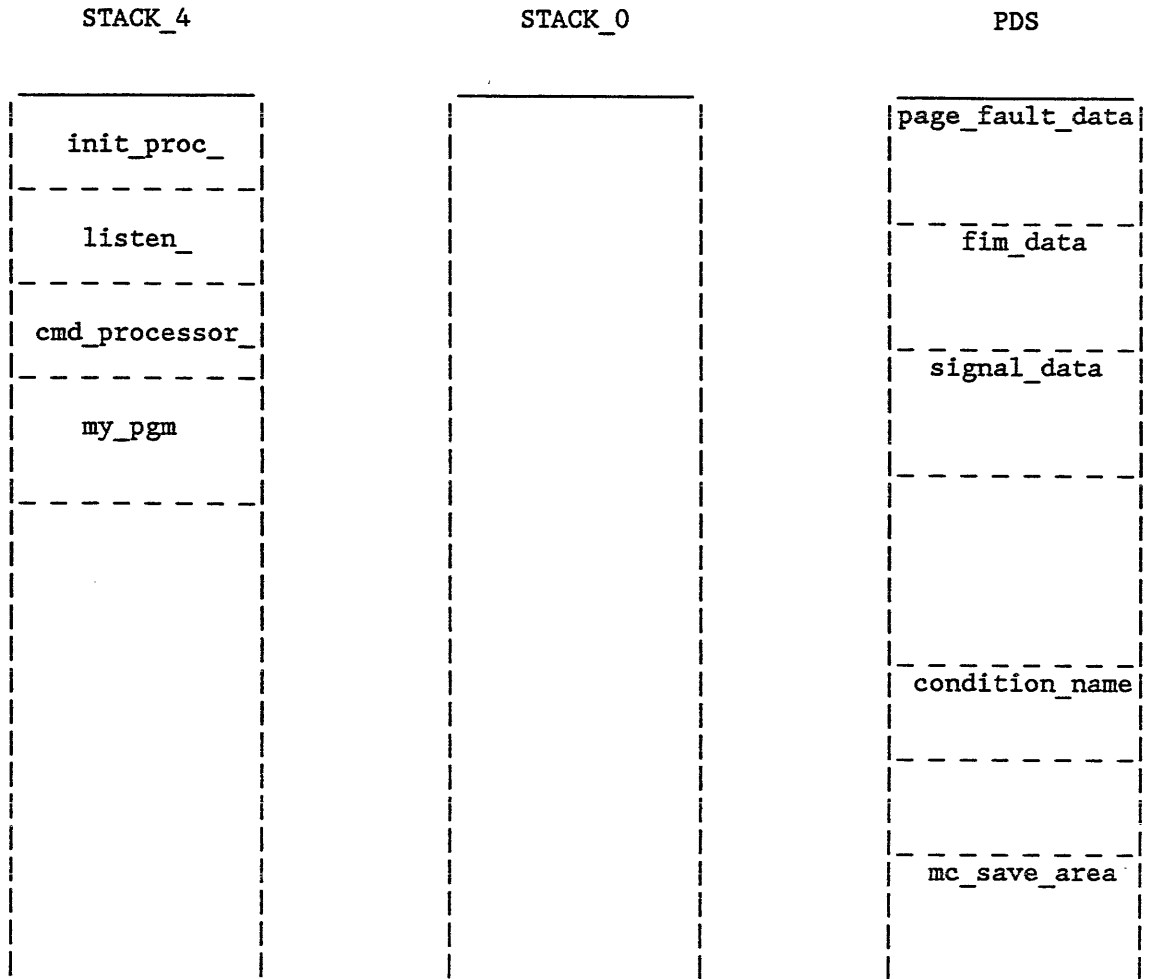 STACK_4 STACK_0 PDS
page_fault_data
init_proc_
listen_ fim_data
cmd_processor_
signal_data
my_pgm
condition_name
mc_save_area